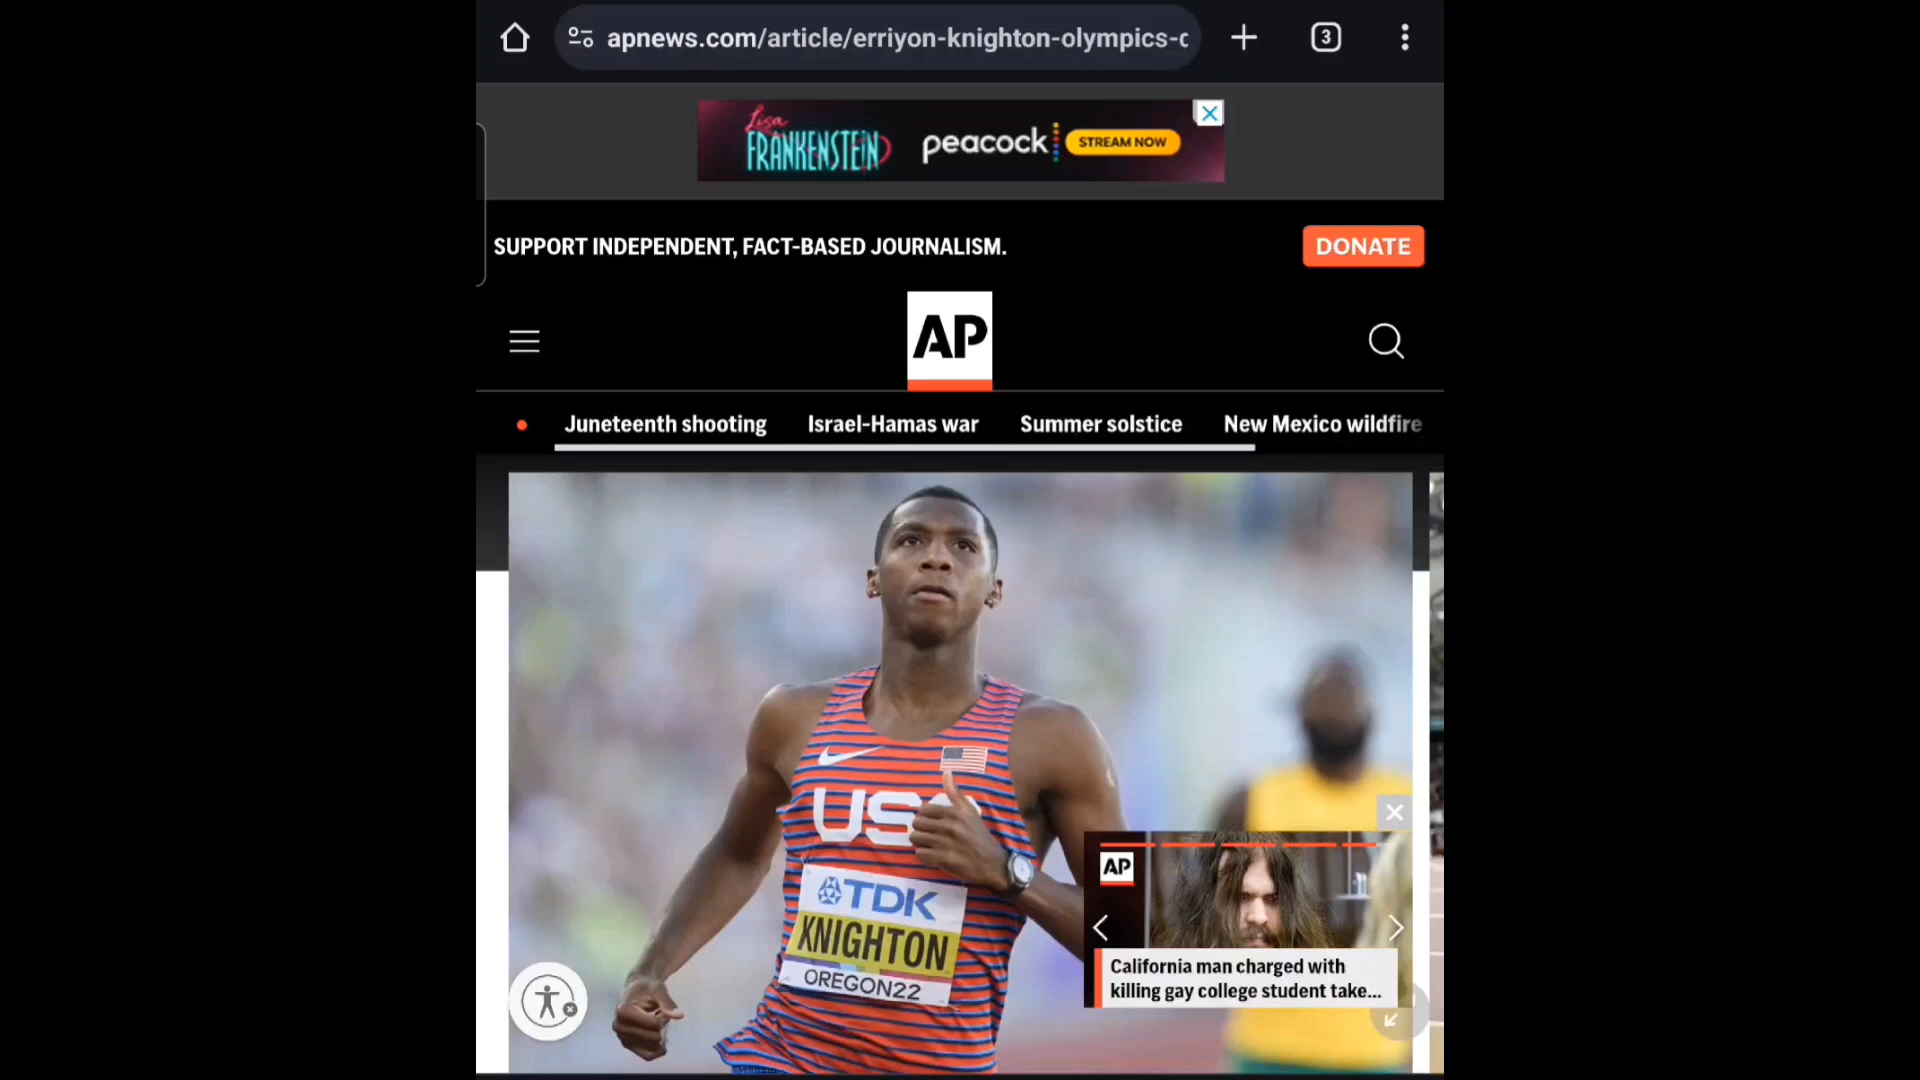 apnews.com/article/erriyon-knighton-olympics-c
3
Lisa
FRANKENSTEIN
peacock
STREAM NOW
SUPPORT INDEPENDENT, FACT-BASED JOURNALISM.
DONATE
AP
Juneteenth shooting
Israel-Hamas war
Summer solstice
New Mexico wildfire
USA
TDK
KNIGHTON
OREGON22
AP
California man charged with
killing gay college student take...